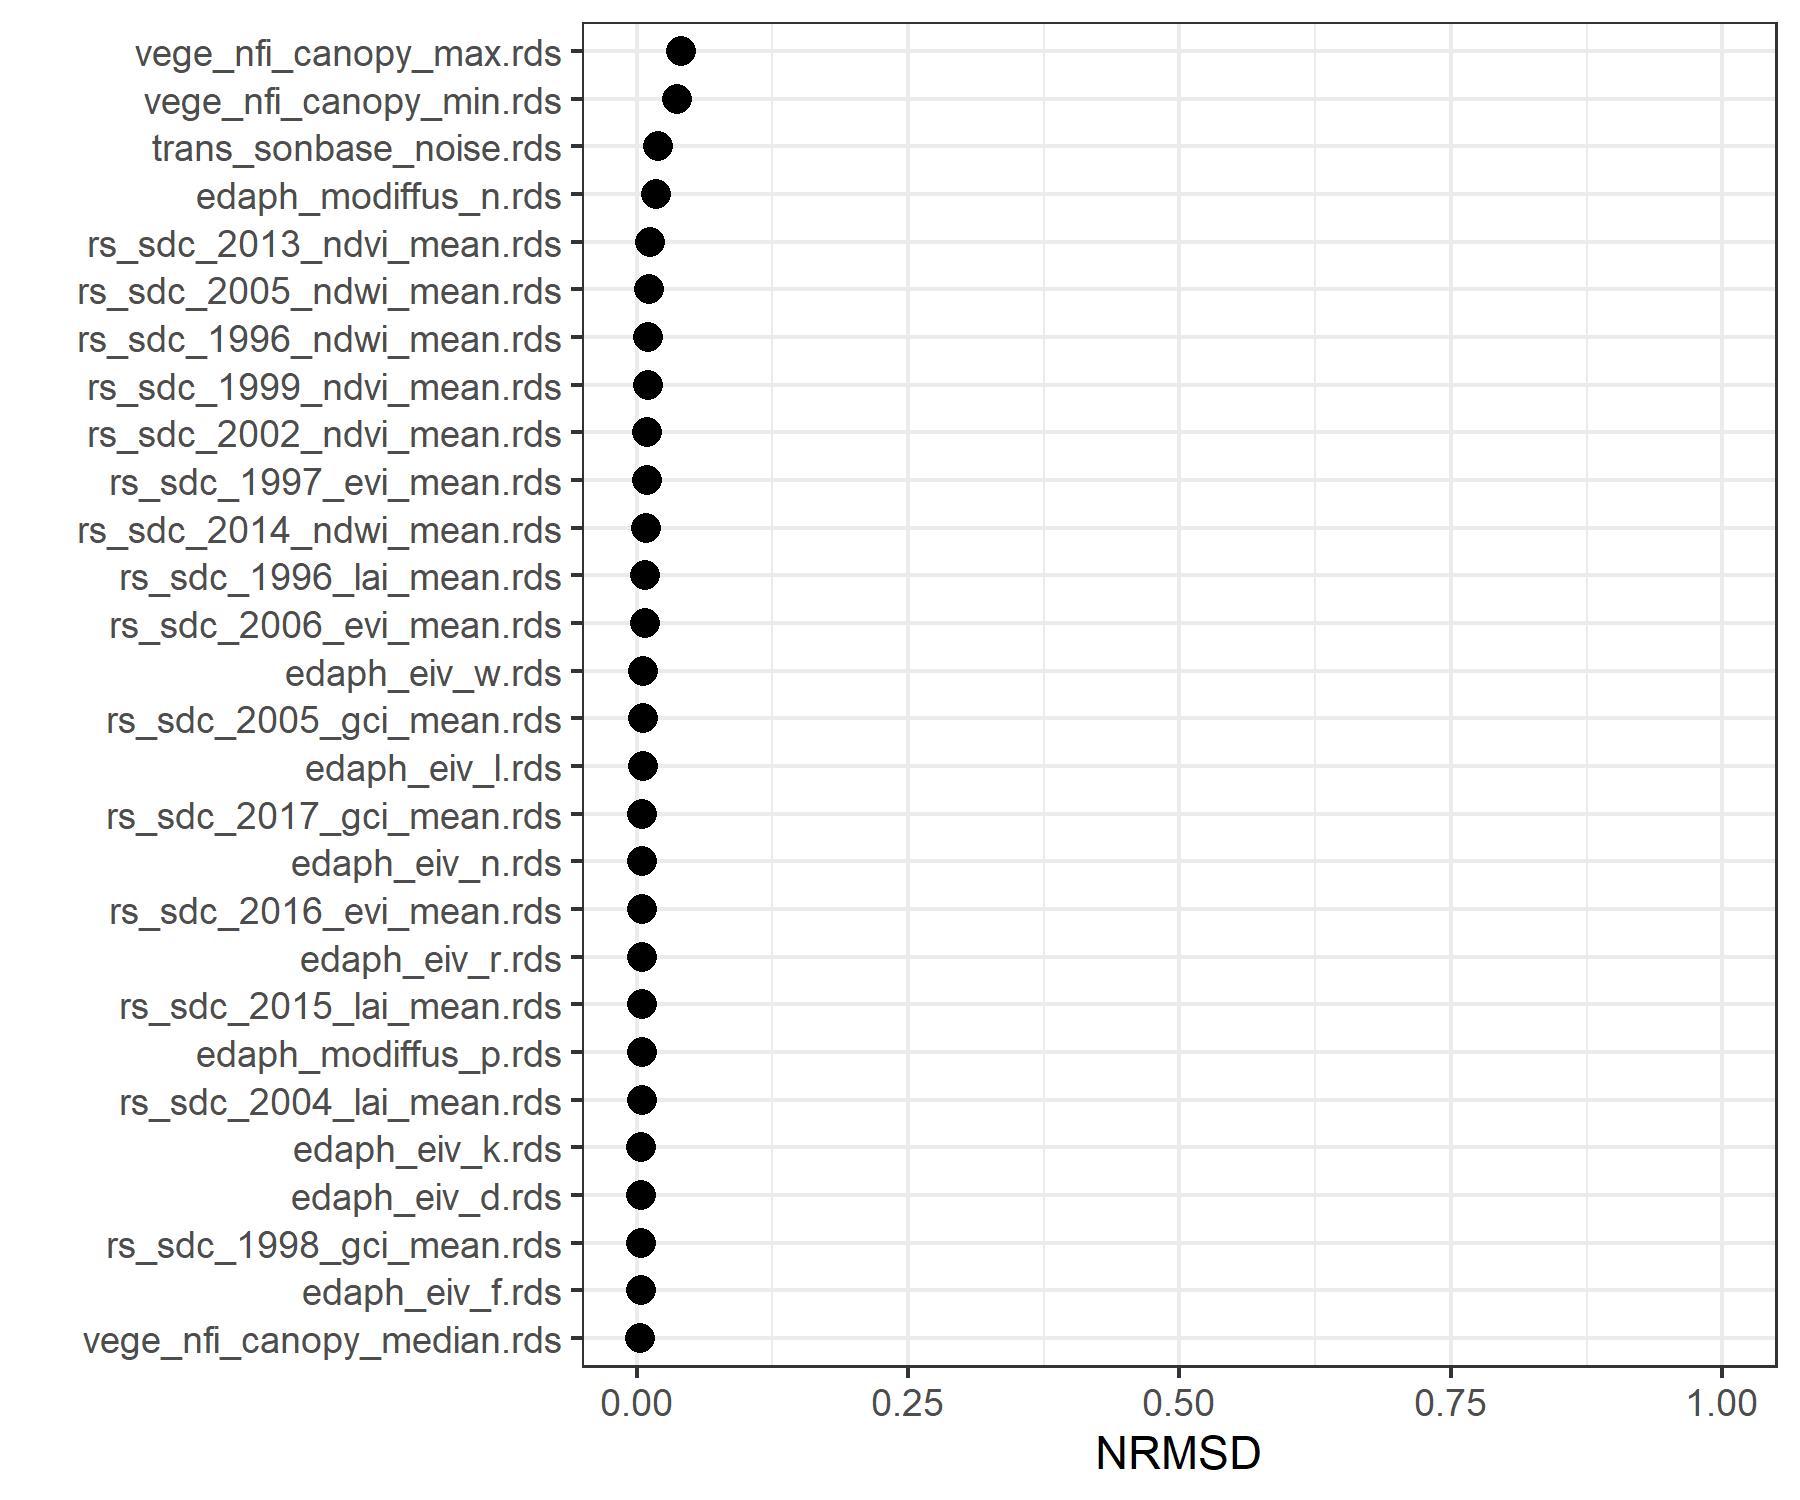 vege_nfi_canopy_max.rds
vege_nfi_canopy_min.rds
trans_sonbase_noise.rds
edaph_modiffus_n.rds
rs_sdc_2013_ndvi_mean.rds
rs_sdc_2005_ndwi_mean.rds
rs_sdc_1996_ndwi_mean.rds
rs_sdc_1999_ndvi_mean.rds
rs_sdc_2002_ndvi_mean.rds
rs_sdc_1997_evi_mean.rds
rs_sdc_2014_ndwi_mean.rds
rs_sdc_1996_lai_mean.rds
rs_sdc_2006_evi_mean.rds
edaph_eiv_w.rds
rs_sdc_2005_gci_mean.rds
edaph_eiv_l.rds
rs_sdc_2017_gci_mean.rds
edaph_eiv_n.rds
rs_sdc_2016_evi_mean.rds
edaph_eiv_r.rds
rs_sdc_2015_lai_mean.rds
edaph_modiffus_p.rds
rs_sdc_2004_lai_mean.rds
edaph_eiv_k.rds
edaph_eiv_d.rds
rs_sdc_1998_gci_mean.rds
edaph_eiv_f.rds
vege_nfi_canopy_median.rds
0.00 0.25 0.50 0.75 1.00
NRMSD